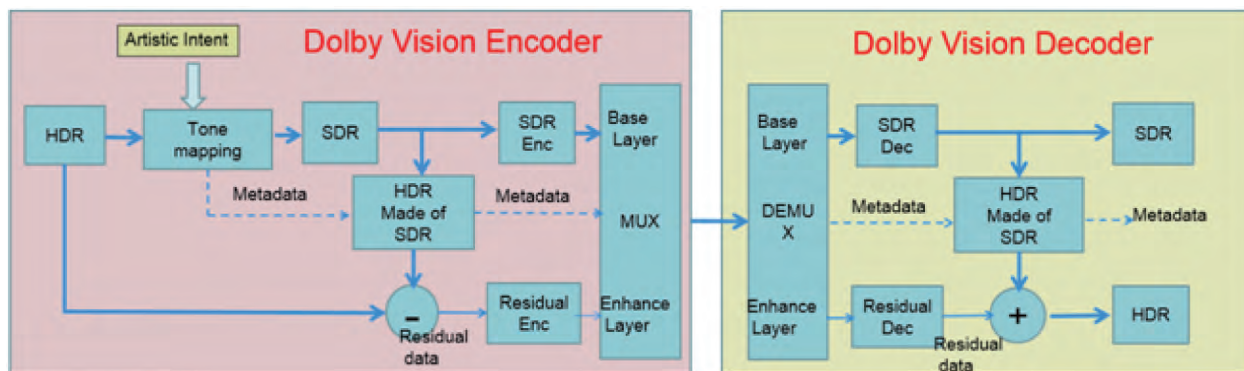 Artistic Intent
Dolby Vision Encoder
HDR
Tone
mapping
SDR
SDR
Enc
Base
Layer
Metadata
HDR
Made of
SDR
Metadata
MUX
-
Residual
data
Residual
Enc
Enhance
Layer
Dolby Vision Decoder
Base
Layer
SDR
Dec
SDR
DEMU
X
Metadata
HDR
Made of
SDR
Metadata
Enhance
Layer
Residual
Dec
Residual
data
+
HDR